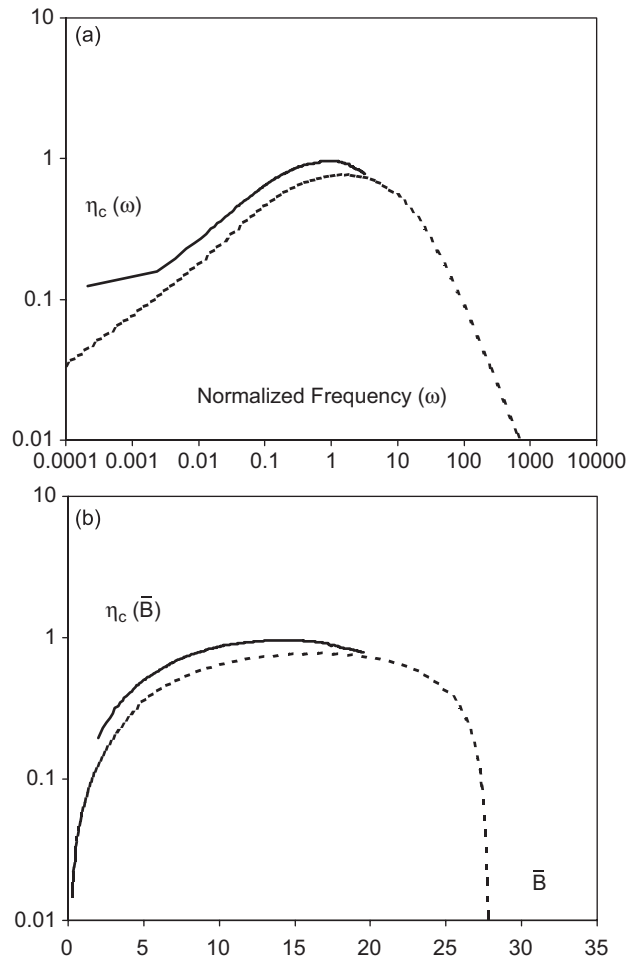 10
(a)
1
ηc (ω)
0.1
Normalized Frequency (ω)
0.01
0.0001 0.001 0.01 0.1 1 10 100 1000 10000
10
(b)
ηc (B̅)
1
0.1
B̅
0.01
0 5 10 15 20 25 30 35